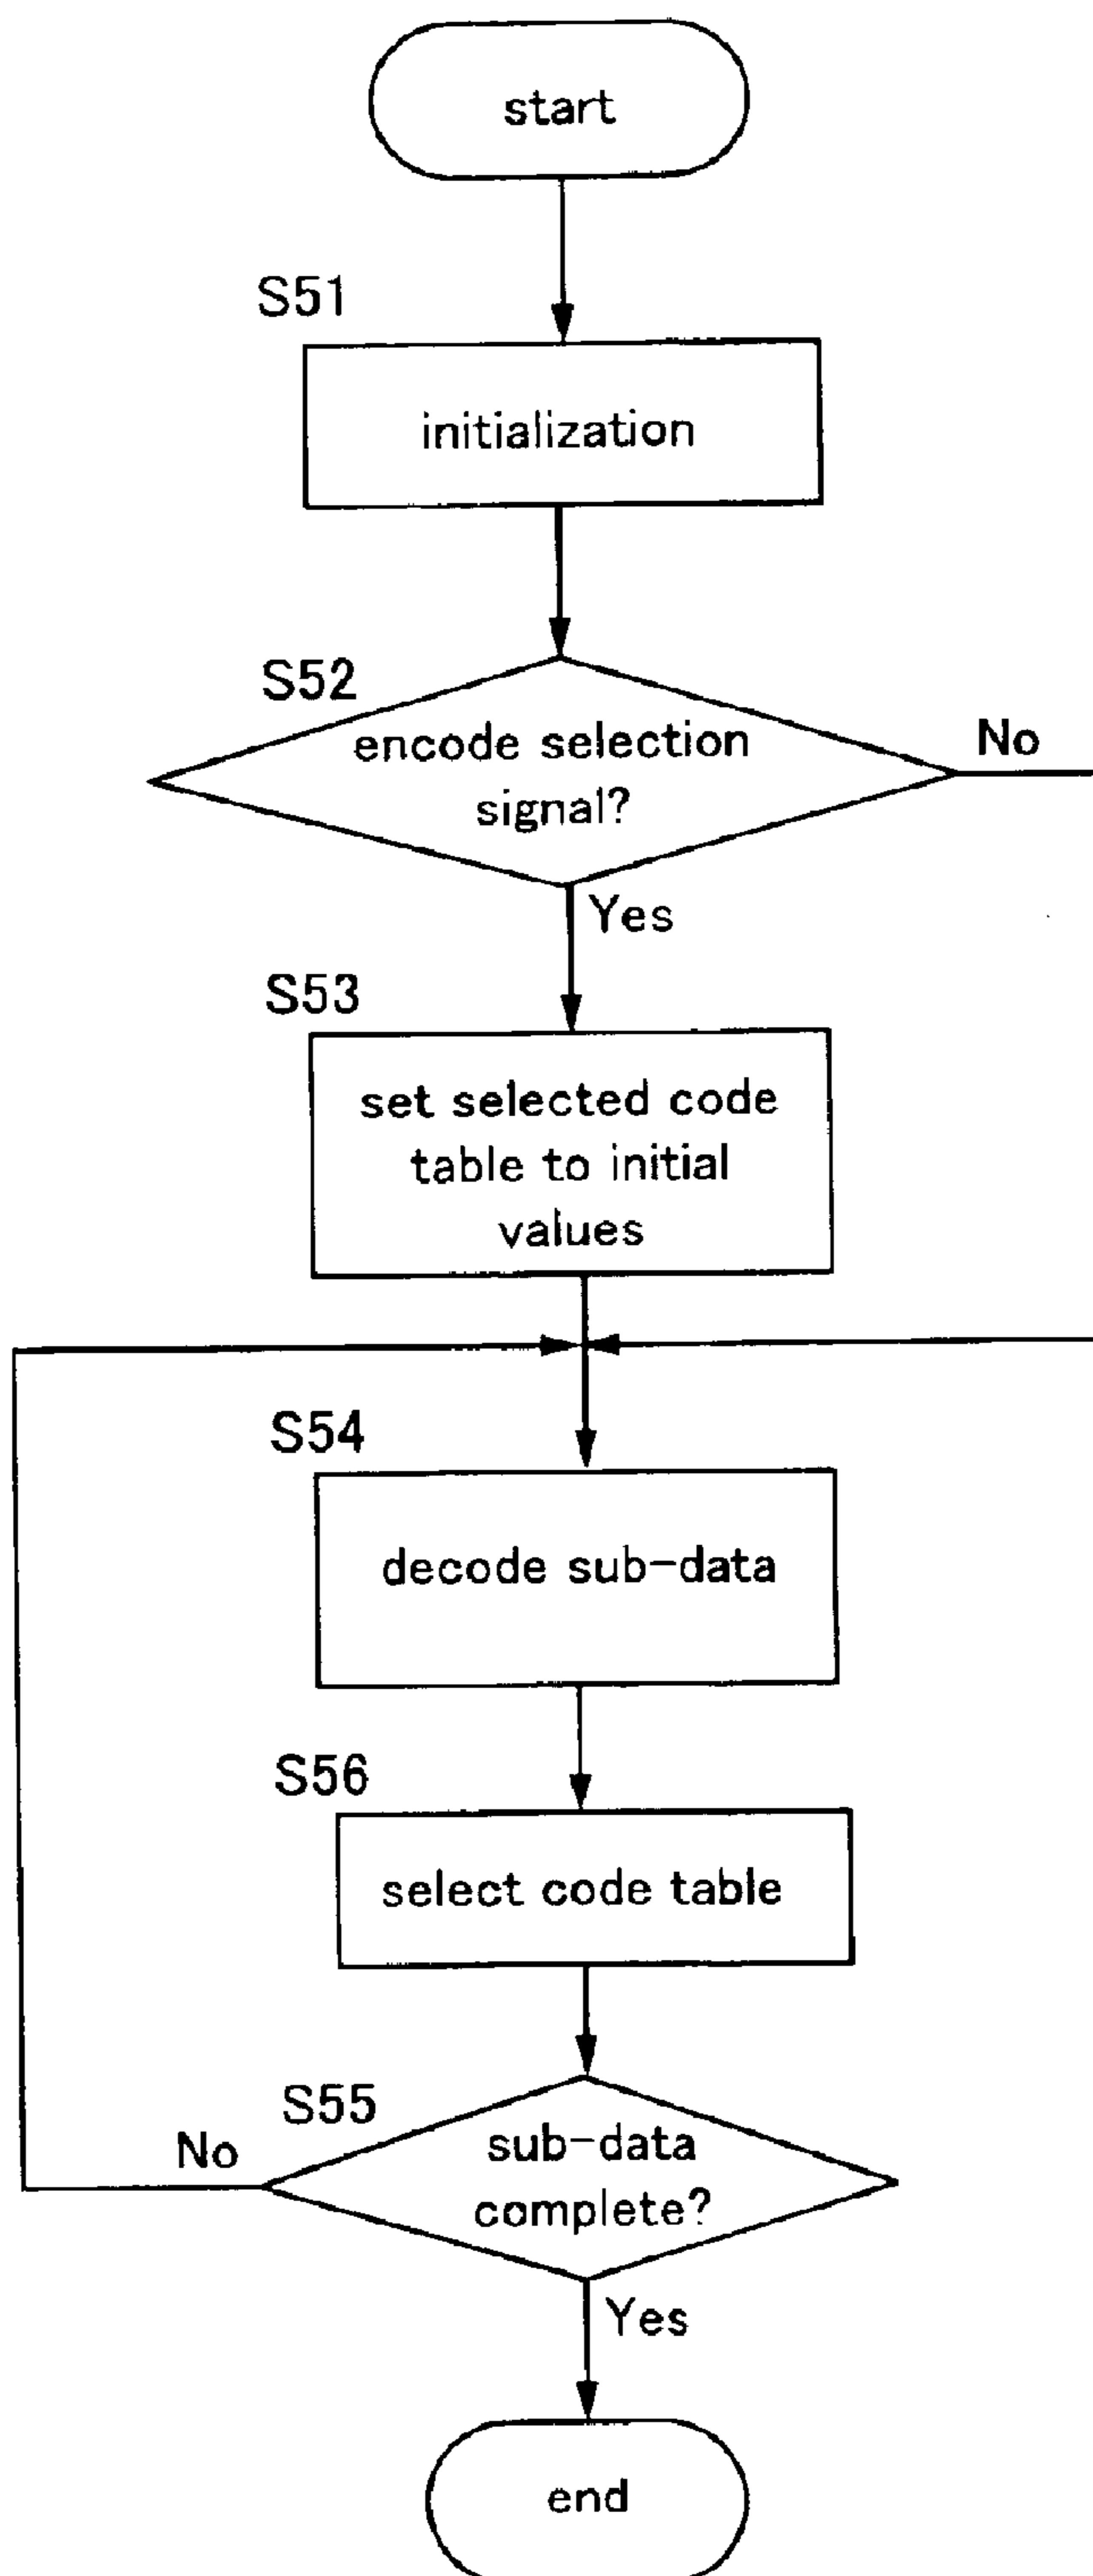 start
S51
initialization
S52
encode selection
signal?
No
Yes
S53
set selected code
table to initial
values
S54
decode sub-data
S56
select code table
S55
No
sub-data
complete?
Yes
end